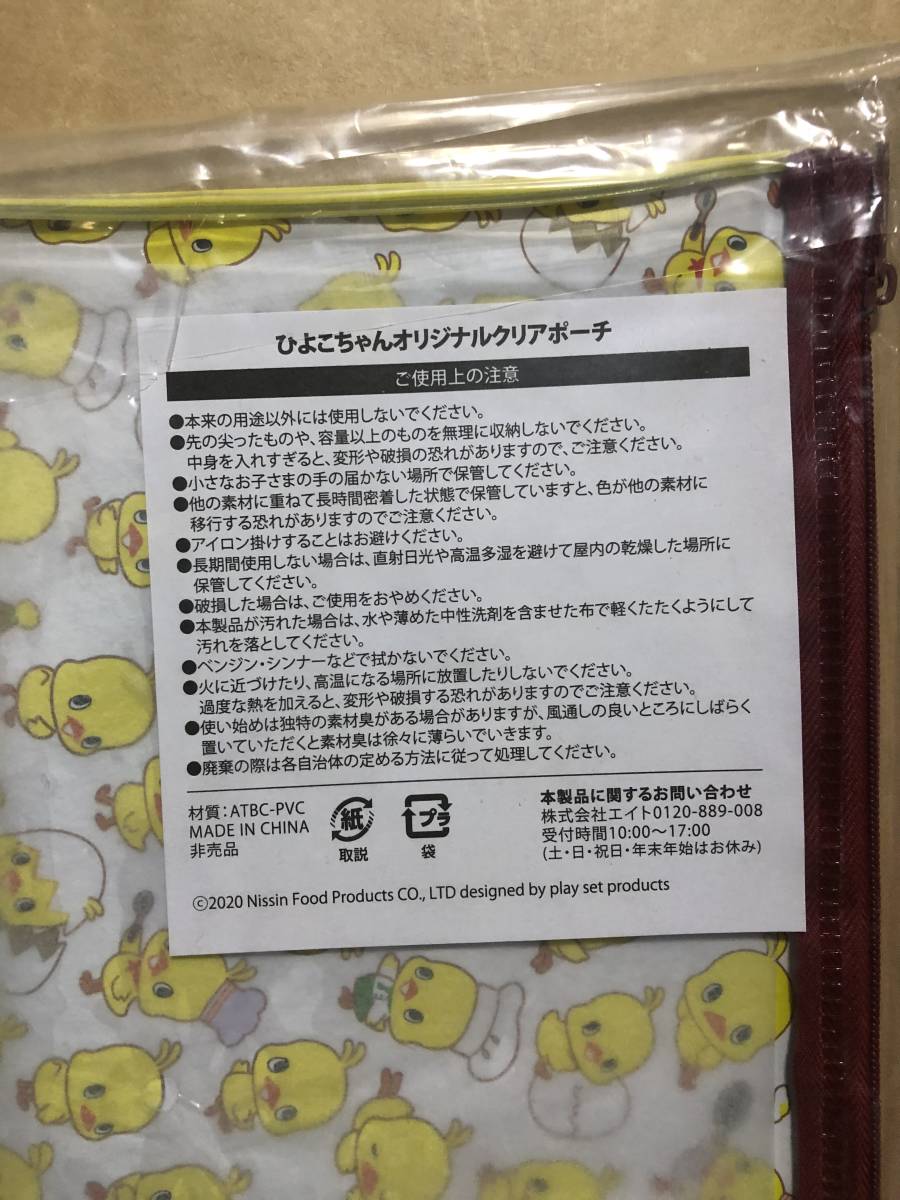 ひよこちゃんオリジナルクリアポーチ
ご使用上の注意
●本来の用途以外には使用しないでください。
●先の尖ったものや、容量以上のものを無理に収納しないでください。
中身を入れすぎると、変形や破損の恐れがありますので、ご注意ください。
●小さなお子さまの手の届かない場所で保管してください。
●他の素材に重ねて長時間密着した状態で保管していますと、色が他の素材に
移行する恐れがありますのでご注意ください。
●アイロン掛けすることはお避けください。
●長期間使用しない場合は、直射日光や高温多湿を避けて屋内の乾燥した場所に
保管してください。
●破損した場合は、ご使用をおやめください。
●本製品が汚れた場合は、水や薄めた中性洗剤を含ませた布で軽くたたくようにして
汚れを落としてください。
●ベンジン・シンナーなどで拭かないでください。
●火に近づけたり、高温になる場所に放置したりしないでください。
過度な熱を加えると、変形や破損する恐れがありますのでご注意ください。
●使い始めは独特の素材臭がある場合がありますが、風通しの良いところにしばらく
置いていただくと素材臭は徐々に薄らいでいきます。
●廃棄の際は各自治体の定める方法に従って処理してください。
材質：ATBC-PVC
MADE IN CHINA
非売品
紙
取説
プラ
袋
本製品に関するお問い合わせ
株式会社エイト0120-889-008
受付時間10:00〜17:00
(土・日・祝日・年末年始はお休み)
©2020 Nissin Food Products CO., LTD designed by play set products